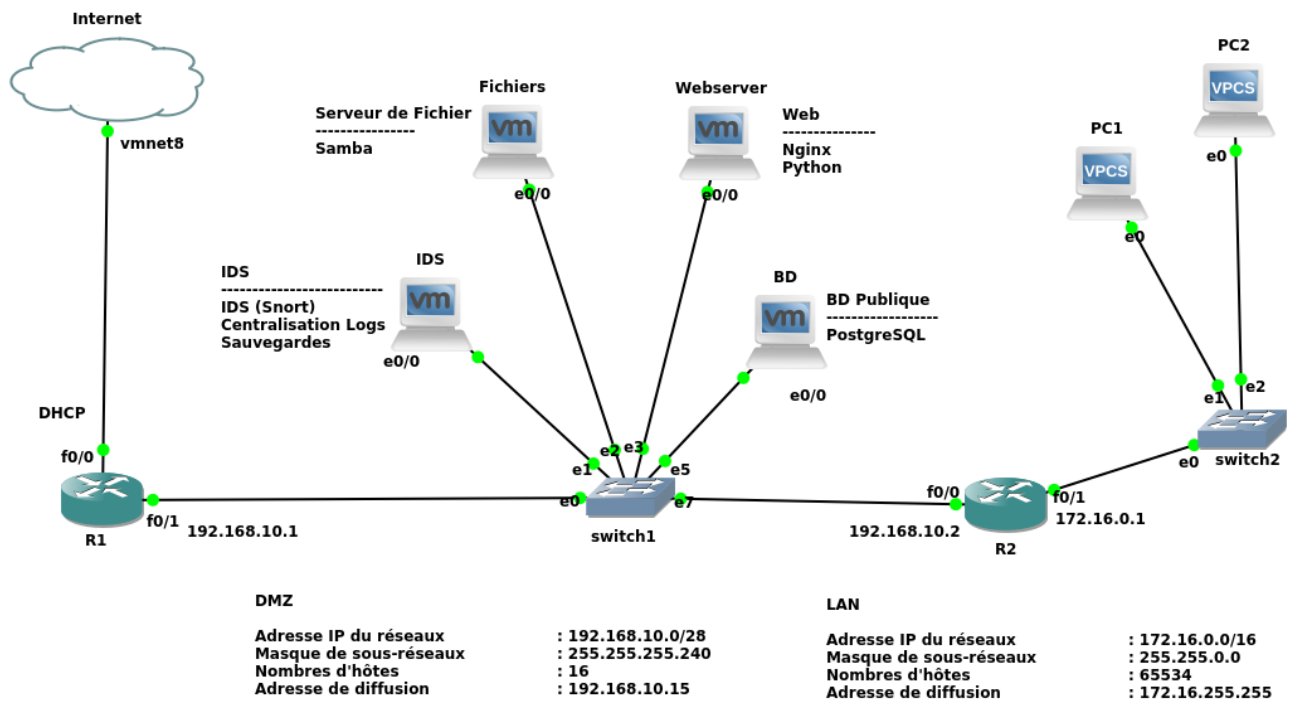 Internet
vmnet8
Fichiers
Serveur de Fichier
----------------
Samba
e0/0
Webserver
Web
---------------
Nginx
Python
e0/0
PC2
VPCS
e0
PC1
VPCS
e0
IDS
IDS
--------------------------
IDS (Snort)
Centralisation Logs
Sauvegardes
vm
vm
vm
vm
e0/0
BD
BD Publique
------------------
PostgreSQL
e0/0
DHCP
f0/0
f0/1
192.168.10.1
R1
e0
e1
e2
e3
e5
e7
switch1
f0/0
192.168.10.2
f0/1
172.16.0.1
R2
e0
e1
e2
switch2
DMZ
Adresse IP du réseaux : 192.168.10.0/28
Masque de sous-réseaux : 255.255.255.240
Nombres d'hôtes : 16
Adresse de diffusion : 192.168.10.15
LAN
Adresse IP du réseaux : 172.16.0.0/16
Masque de sous-réseaux : 255.255.0.0
Nombres d'hôtes : 65534
Adresse de diffusion : 172.16.255.255